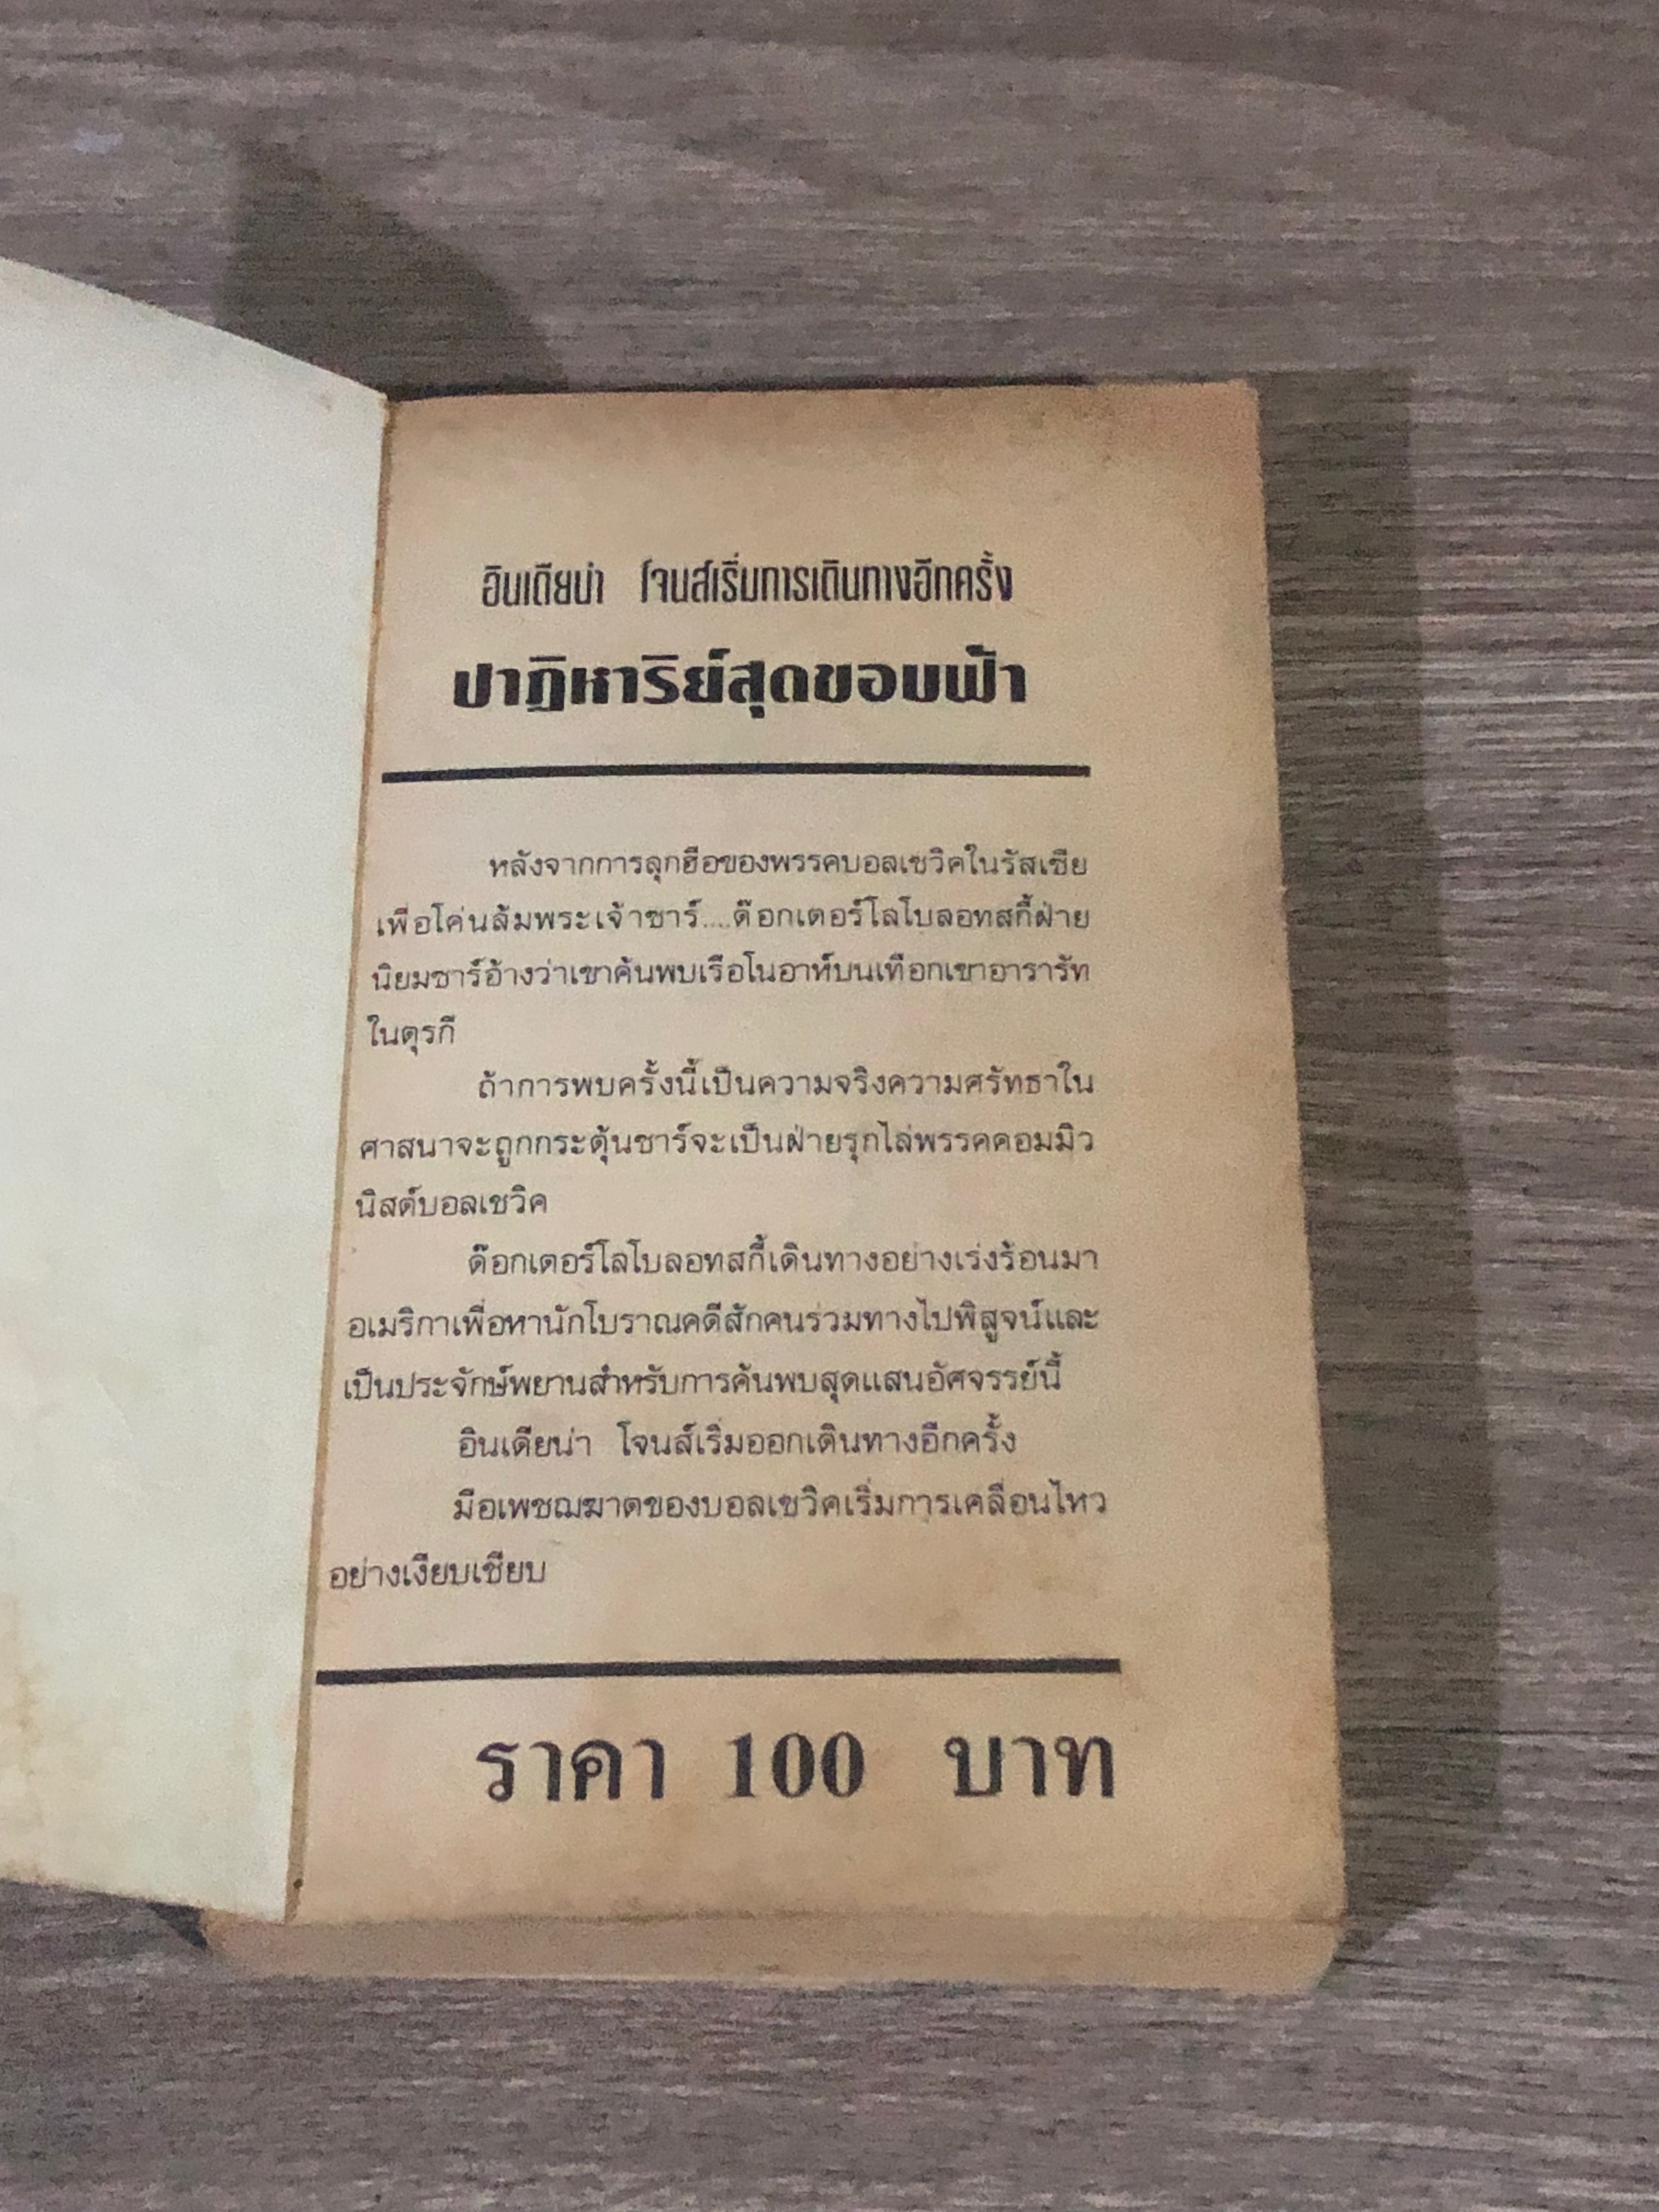 อินเดียน่า โจนส์เริ่มการเดินทางอีกครั้ง
ปาฏิหาริย์สุดขอบฟ้า
หลังจากการลุกฮือของพรรคบอลเชวิคในรัสเซีย
เพื่อโค่นล้มพระเจ้าซาร์....ด๊อกเตอร์โลโบลอทสกี้ฝ่าย
นิยมซาร์อ้างว่าเขาค้นพบเรือโนอาห์บนเทือกเขาอารารัท
ในตุรกี
ถ้าการพบครั้งนี้เป็นความจริงความศรัทธาใน
ศาสนาจะถูกกระตุ้นซาร์จะเป็นฝ่ายรุกไล่พรรคคอมมิว
นิสต์บอลเชวิค
ด๊อกเตอร์โลโบลอทสกี้เดินทางอย่างเร่งร้อนมา
อเมริกาเพื่อหานักโบราณคดีสักคนร่วมทางไปพิสูจน์และ
เป็นประจักษ์พยานสำหรับการค้นพบสุดแสนอัศจรรย์นี้
อินเดียน่า โจนส์เริ่มออกเดินทางอีกครั้ง
มือเพชฌฆาตของบอลเชวิคเริ่มการเคลื่อนไหว
อย่างเงียบเชียบ
ราคา 100 บาท